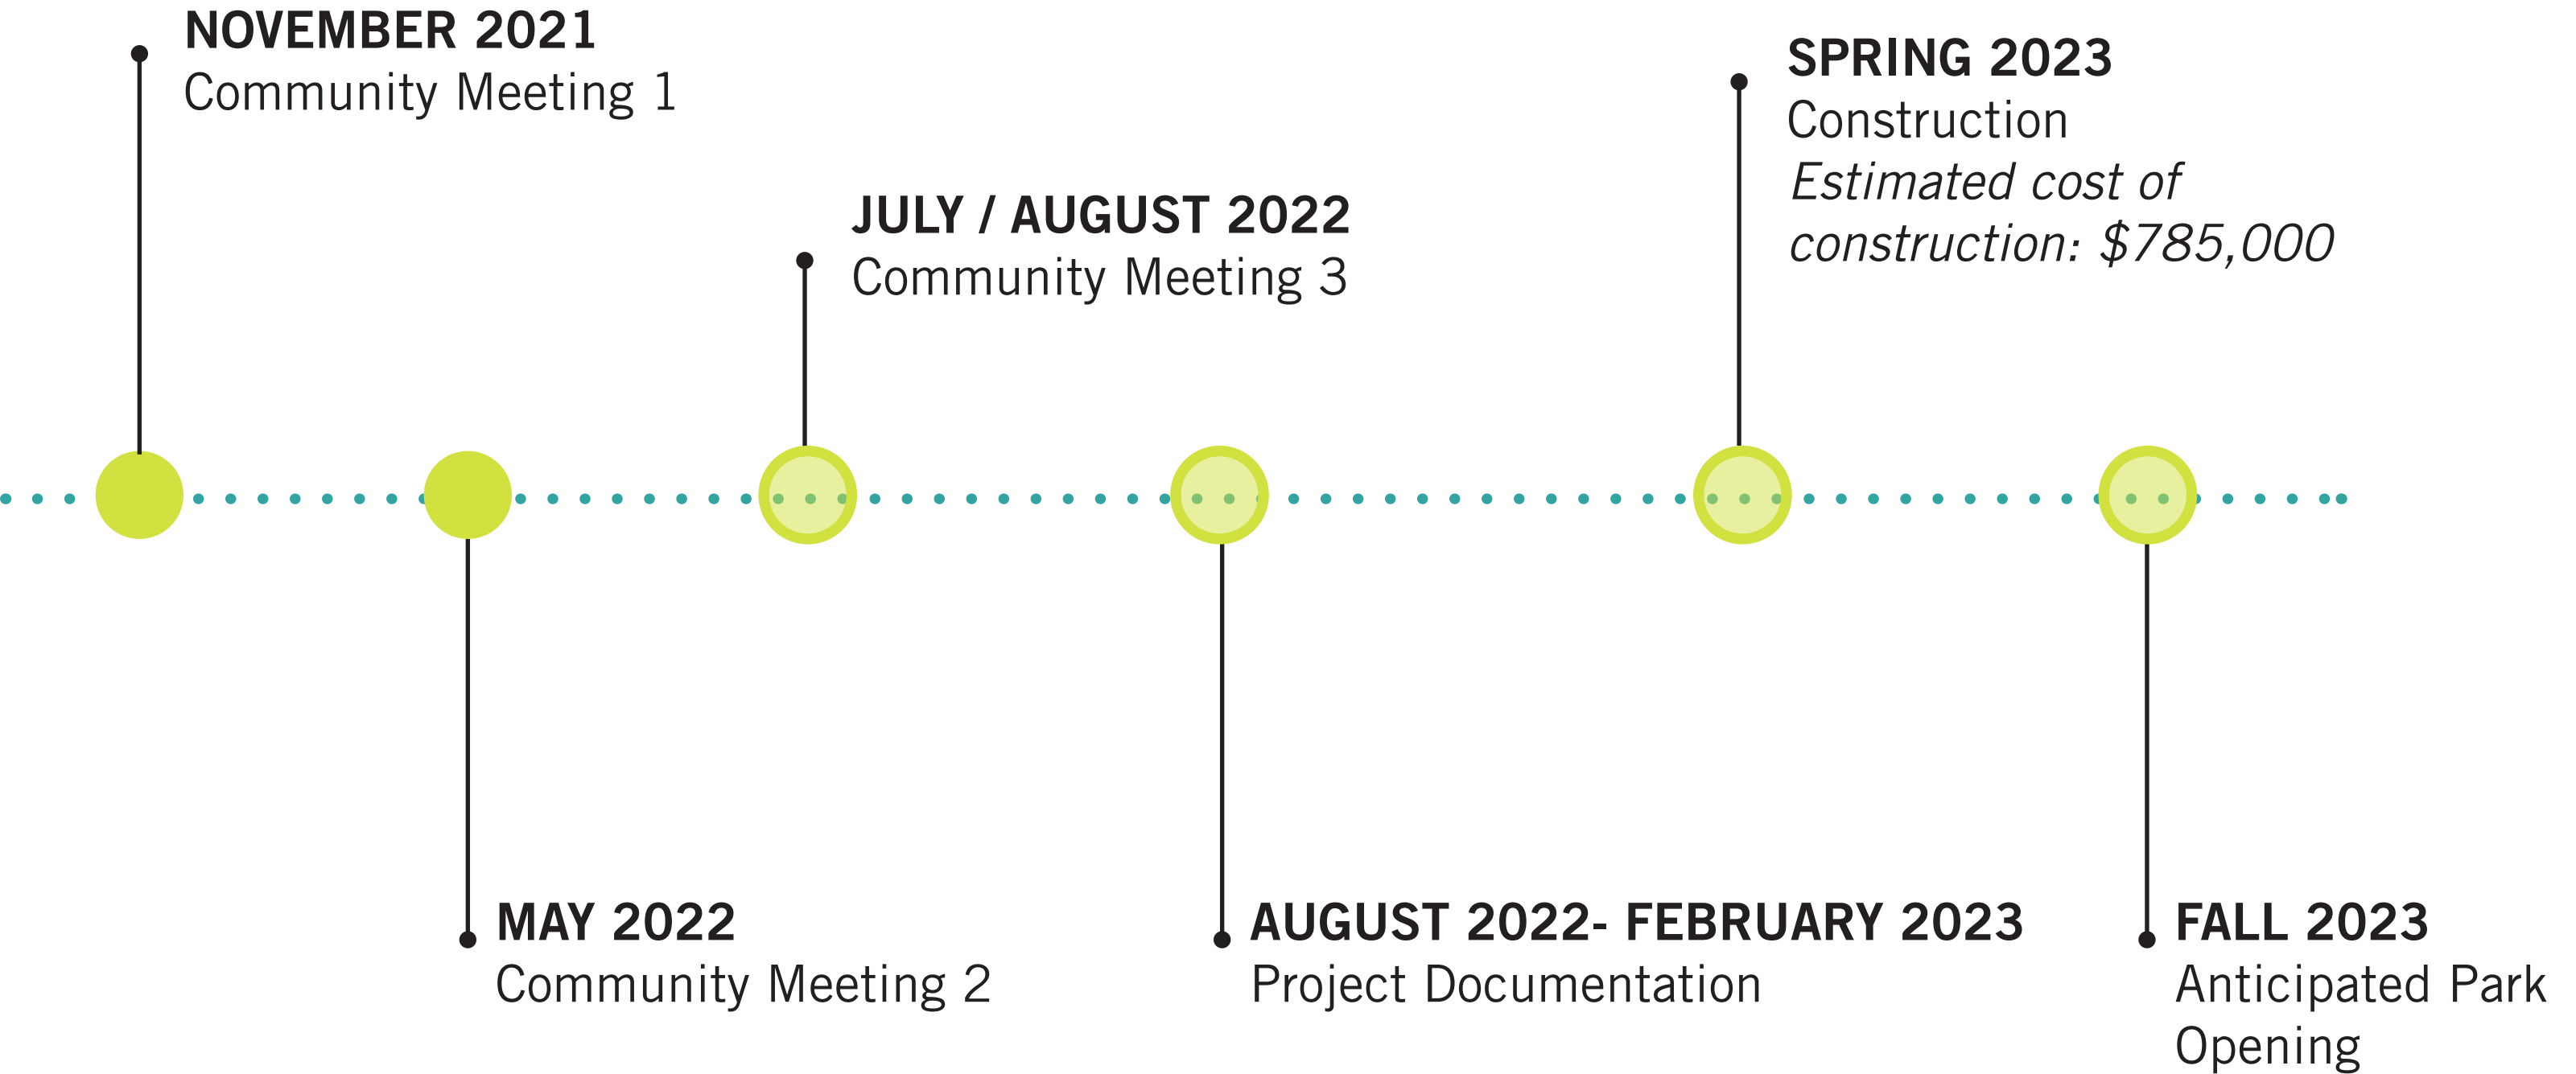 NOVEMBER 2021
Community Meeting 1
MAY 2022
Community Meeting 2
JULY / AUGUST 2022
Community Meeting 3
AUGUST 2022- FEBRUARY 2023
Project Documentation
SPRING 2023
Construction
Estimated cost of
construction: $785,000
FALL 2023
Anticipated Park
Opening